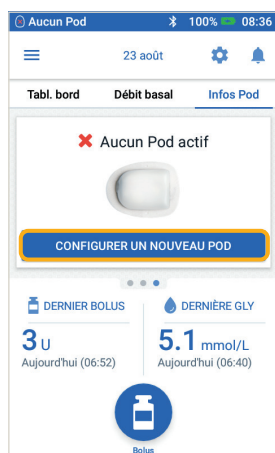 Aucun Pod 100% 08:36
23 août
Tabl. bord Débit basal Infos Pod
Aucun Pod actif
CONFIGURER UN NOUVEAU POD
DERNIER BOLUS DERNIÈRE GLY
3 U 5.1 mmol/L
Aujourd'hui (06:52) Aujourd'hui (06:40)
Bolus